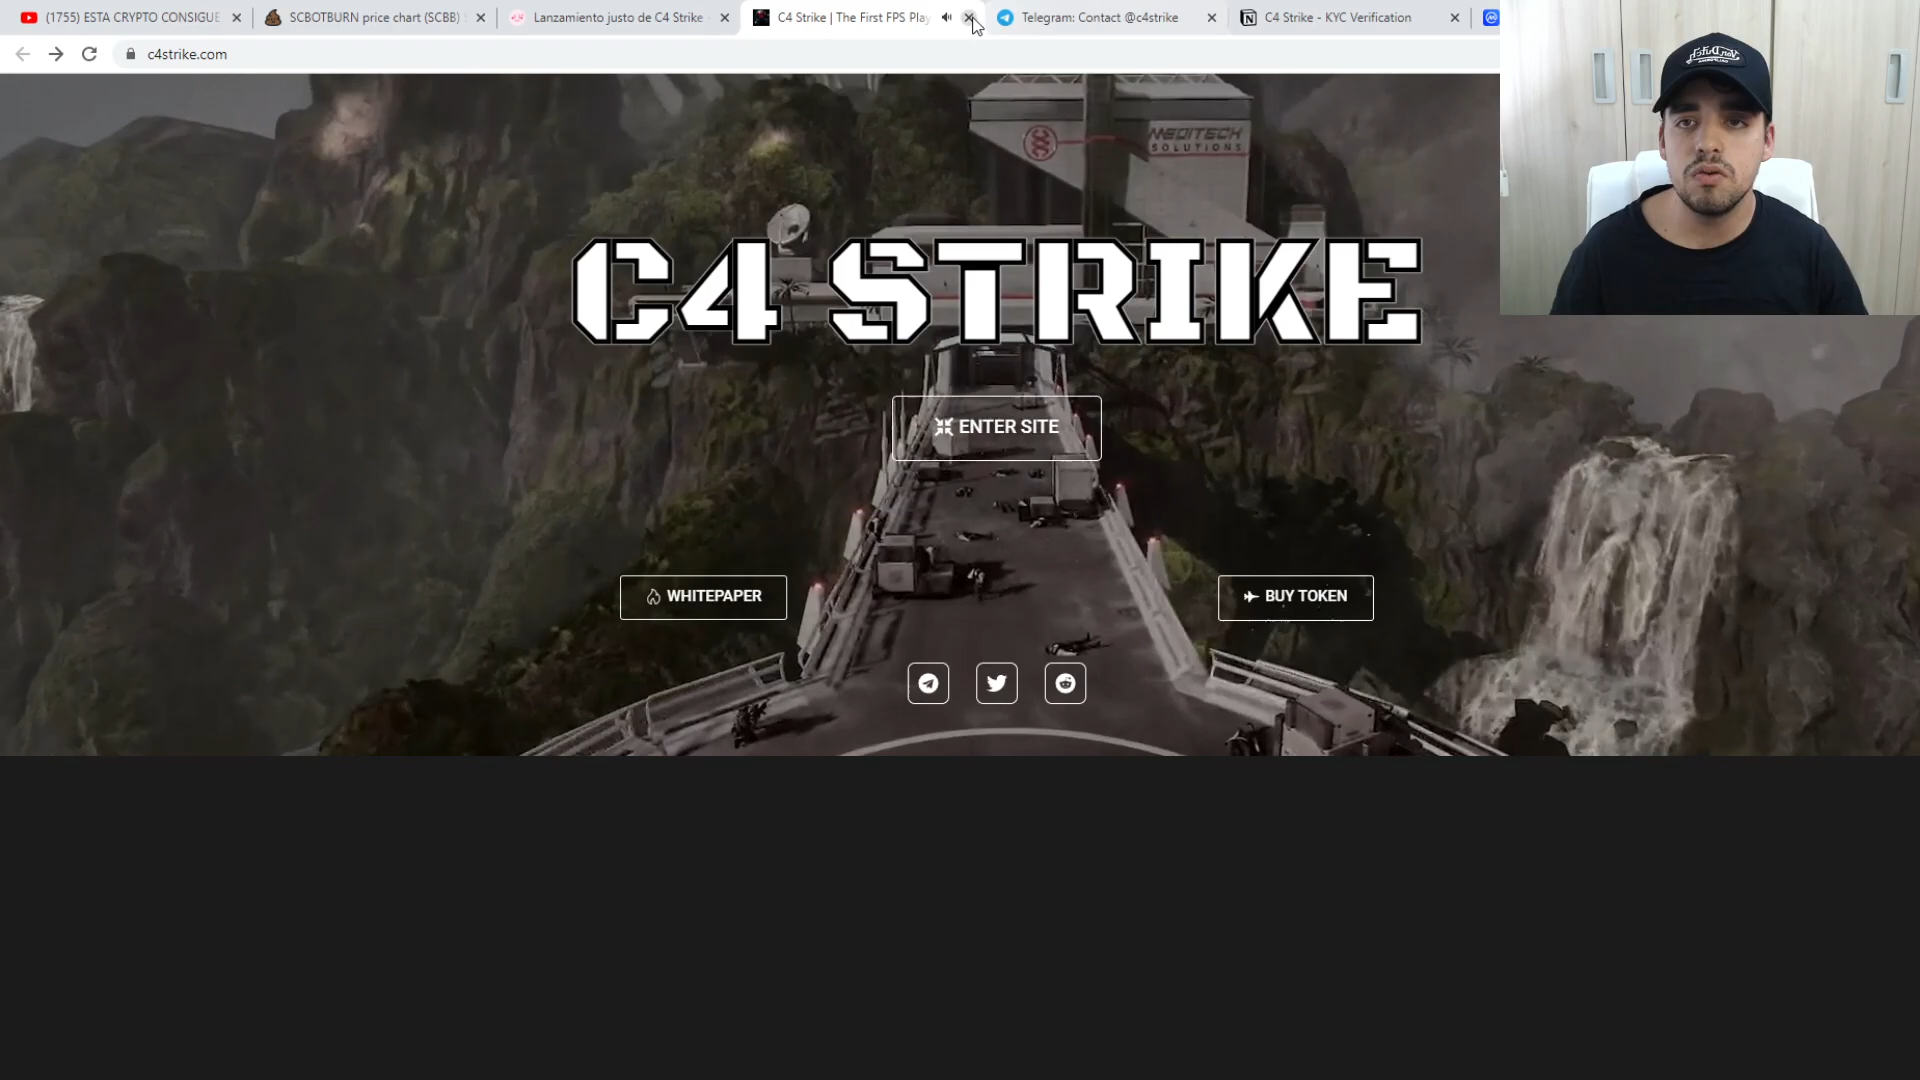 (1755) ESTA CRYPTO CONSIGUE
SCBOTBURN price chart (SCBB)
Lanzamiento justo de C4 Strike
C4 Strike | The First FPS Play
Telegram: Contact @c4strike
C4 Strike - KYC Verification
c4strike.com
NEDITECH
SOLUTIONS
C4 STRIKE
ENTER SITE
WHITEPAPER
BUY TOKEN